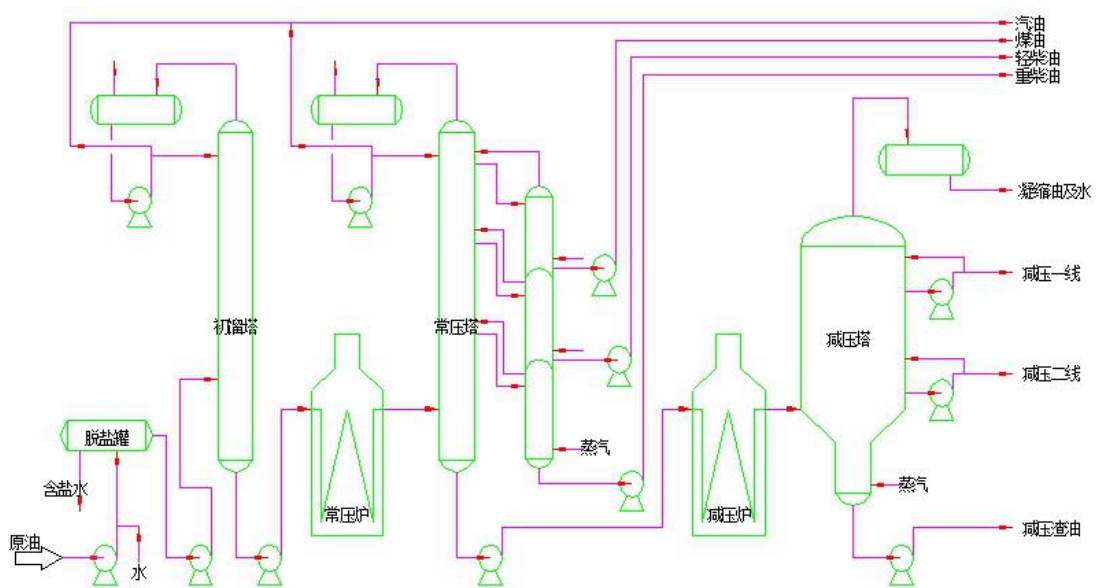 汽油
煤油
轻柴油
重柴油
凝缩油及水
减压一线
初馏塔
常压塔
减压塔
减压二线
脱盐罐
蒸气
含盐水
蒸气
常压炉
减压炉
原油
水
减压查油